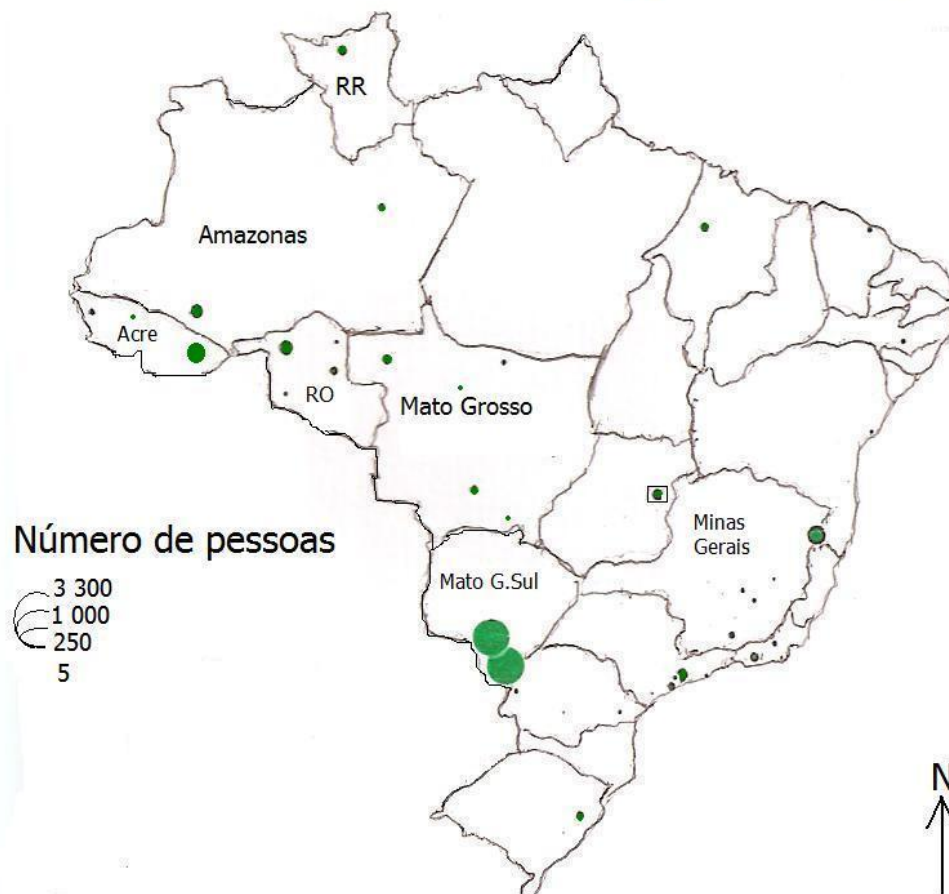 RR
Amazonas
Acre
RO
Mato Grosso
Minas
Gerais
Mato G.Sul
Número de pessoas
3 300
1 000
250
5
N